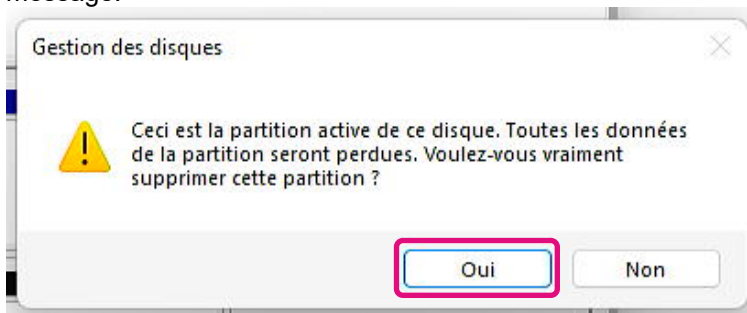 message.
Gestion des disques
Ceci est la partition active de ce disque. Toutes les données
de la partition seront perdues. Voulez-vous vraiment
supprimer cette partition ?
Oui Non